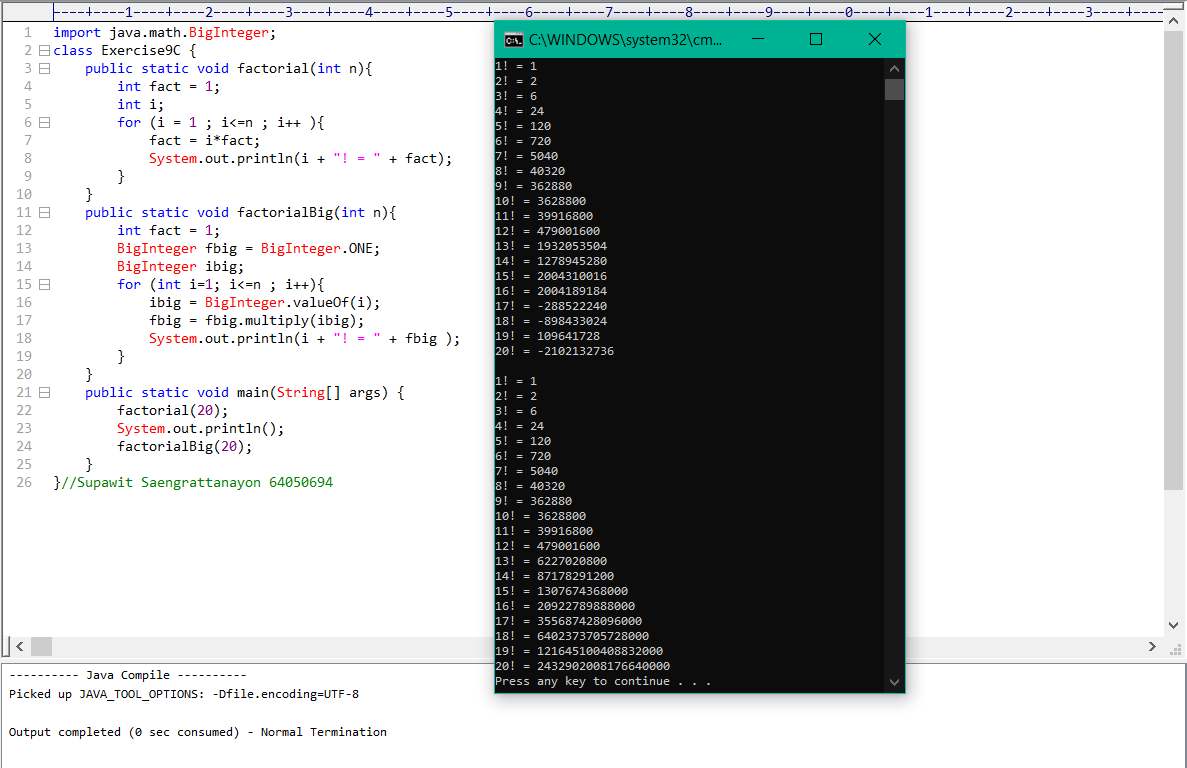 ----+----1----+----2----+----3----+----4----+----5----+----6----+----7----+----8----+----9----+----0----+----1----+----2----+----3----+---
1 import java.math.BigInteger;
2 class Exercise9C {
3 public static void factorial(int n){
4 int fact = 1;
5 int i;
6 for (i = 1 ; i<=n ; i++ ){
7 fact = i*fact;
8 System.out.println(i + "! = " + fact);
9 }
10 }
11 public static void factorialBig(int n){
12 int fact = 1;
13 BigInteger fbig = BigInteger.ONE;
14 BigInteger ibig;
15 for (int i=1; i<=n ; i++){
16 ibig = BigInteger.valueOf(i);
17 fbig = fbig.multiply(ibig);
18 System.out.println(i + "! = " + fbig );
19 }
20 }
21 public static void main(String[] args) {
22 factorial(20);
23 System.out.println();
24 factorialBig(20);
25 }
26 }//Supawit Saengrattanayon 64050694
C:\WINDOWS\system32\cm...
1! = 1
2! = 2
3! = 6
4! = 24
5! = 120
6! = 720
7! = 5040
8! = 40320
9! = 362880
10! = 3628800
11! = 39916800
12! = 479001600
13! = 1932053504
14! = 1278945280
15! = 2004310016
16! = 2004189184
17! = -288522240
18! = -898433024
19! = 109641728
20! = -2102132736
1! = 1
2! = 2
3! = 6
4! = 24
5! = 120
6! = 720
7! = 5040
8! = 40320
9! = 362880
10! = 3628800
11! = 39916800
12! = 479001600
13! = 6227020800
14! = 87178291200
15! = 1307674368000
16! = 20922789888000
17! = 355687428096000
18! = 6402373705728000
19! = 121645100408832000
20! = 2432902008176640000
Press any key to continue . . .
---------- Java Compile ----------
Picked up JAVA_TOOL_OPTIONS: -Dfile.encoding=UTF-8
Output completed (0 sec consumed) - Normal Termination